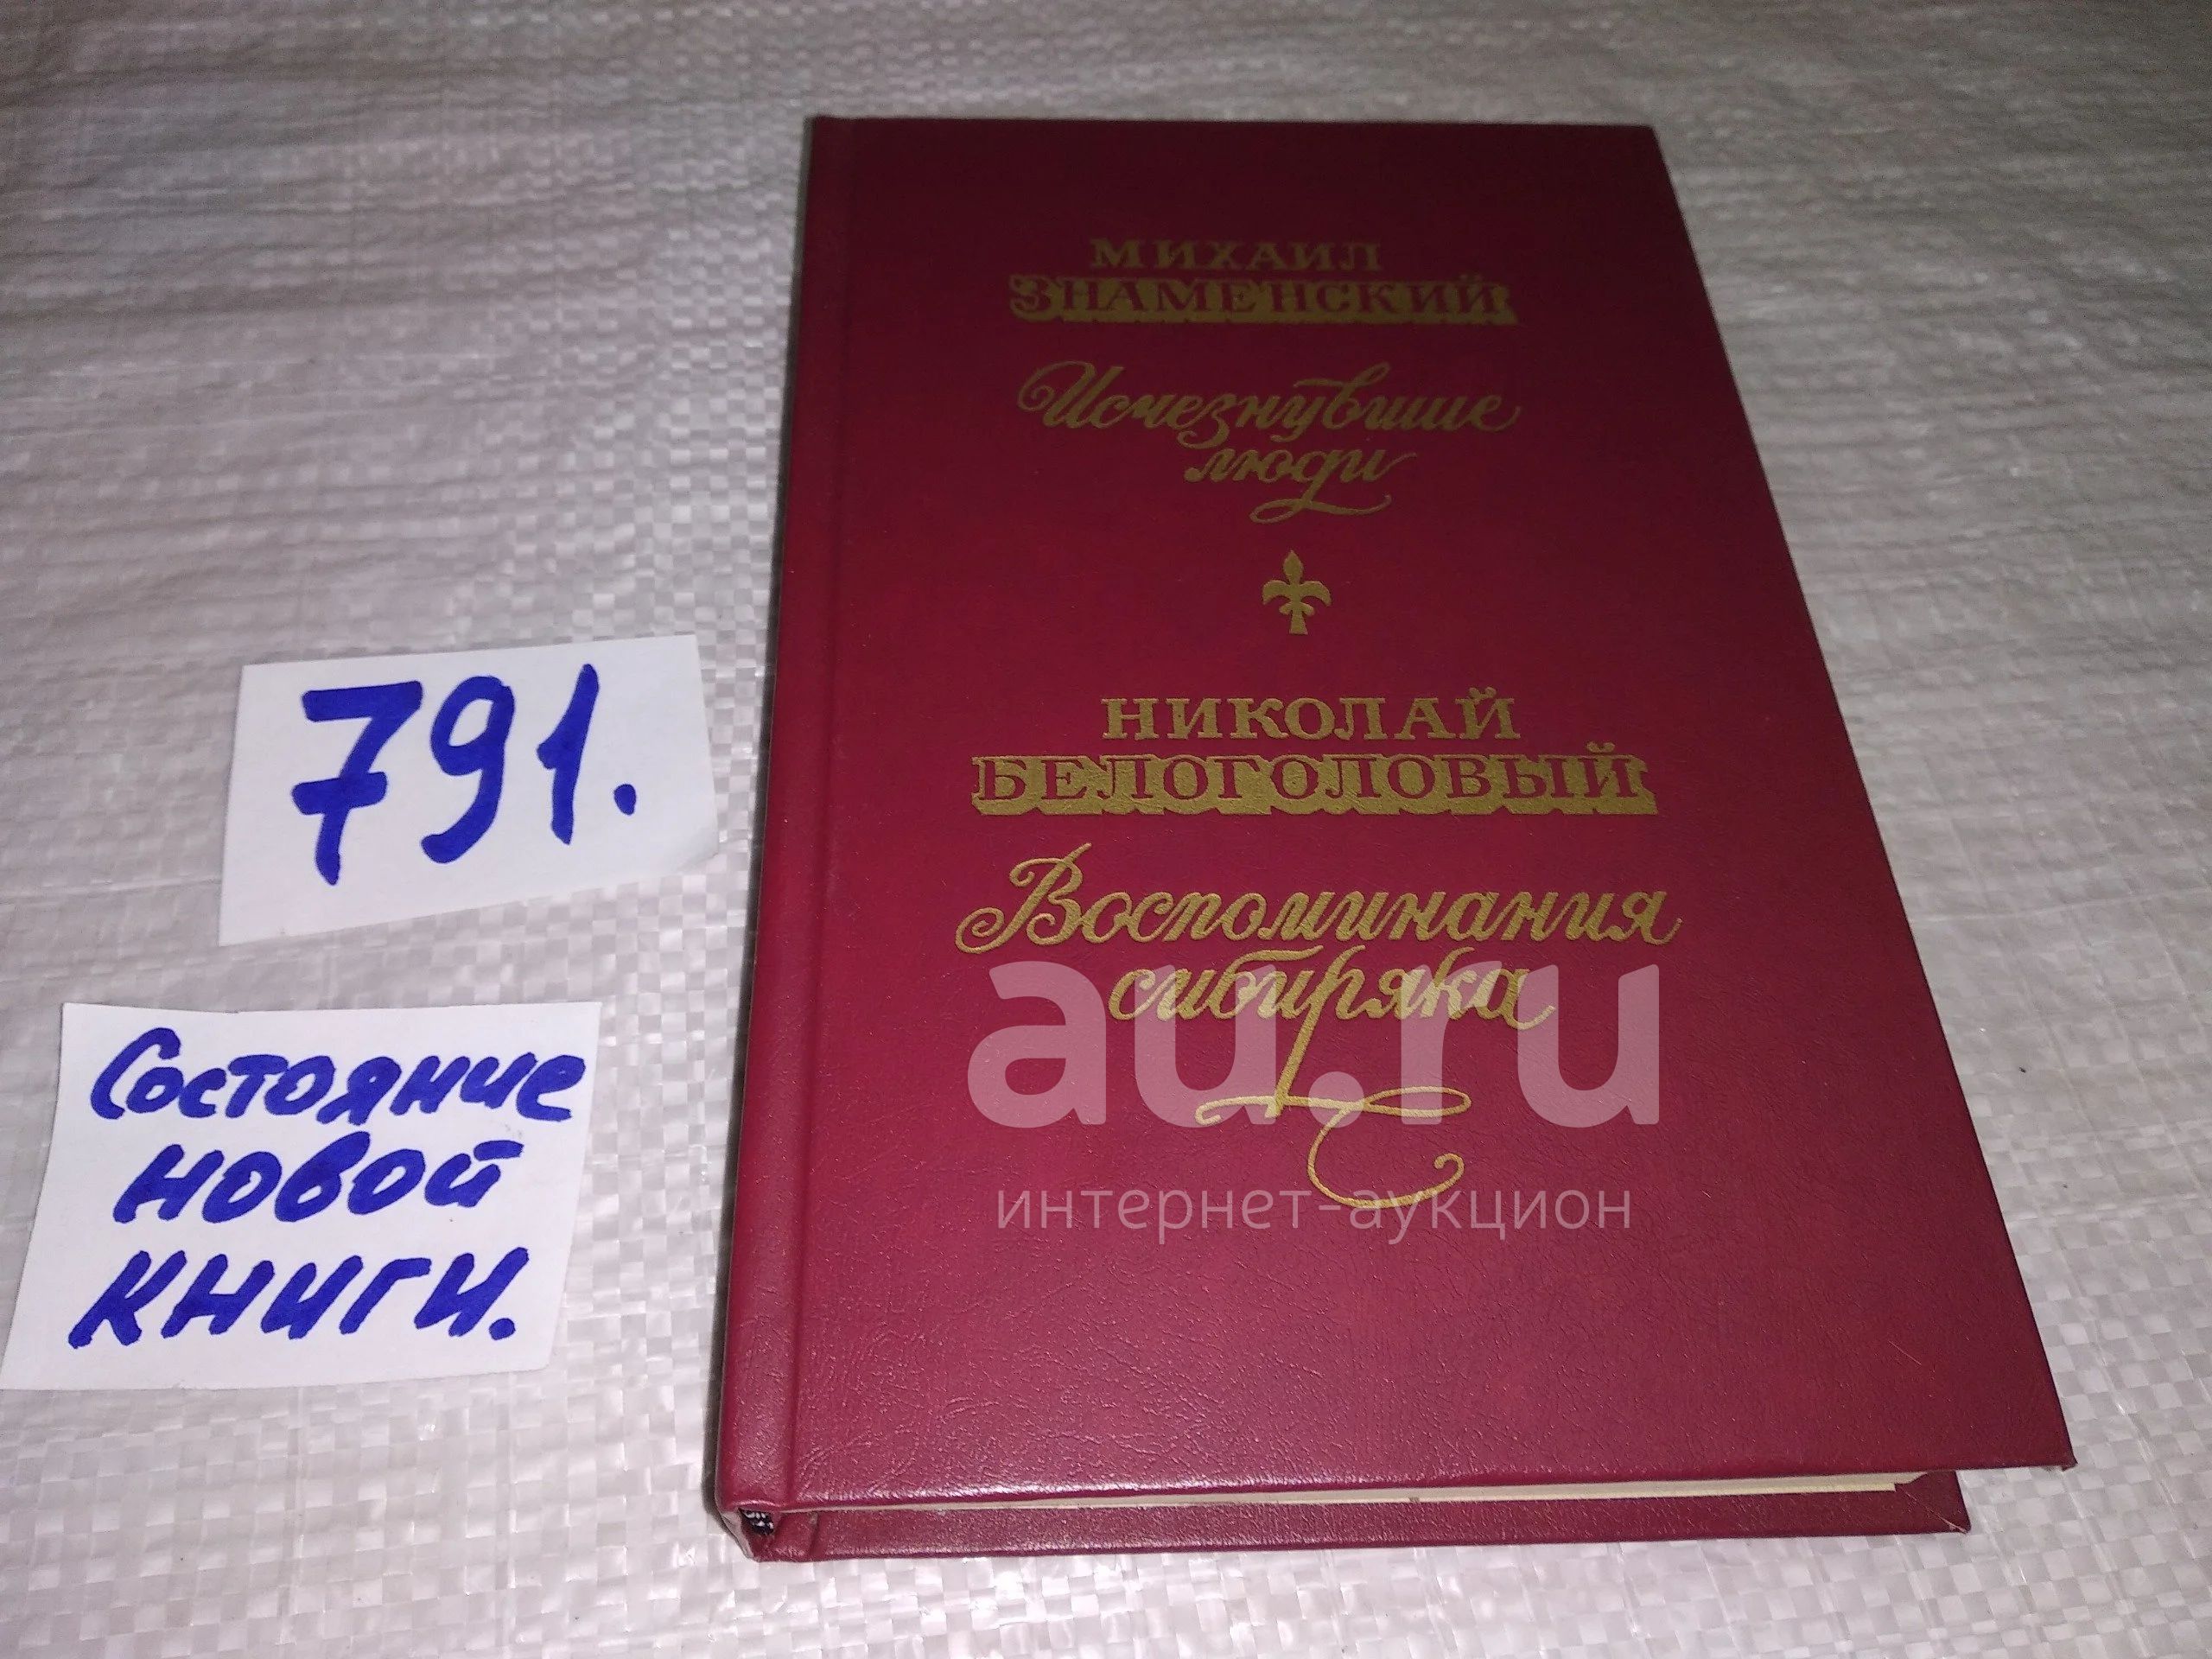 МИХАИЛ
ЗНАМЕНСКИЙ
Исчезнувшие
люди
НИКОЛАЙ
БЕЛОГОЛОВЫЙ
Воспоминания
сибиряка
au.ru
интернет-аукцион
791.
Состояние
новой
книги.